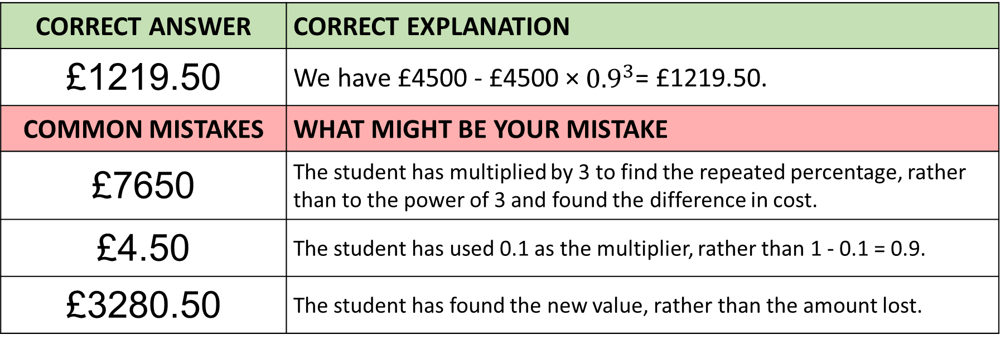 CORRECT ANSWER
CORRECT EXPLANATION
£1219.50
We have £4500 - £4500 × 0.9³= £1219.50.
COMMON MISTAKES
WHAT MIGHT BE YOUR MISTAKE
£7650
The student has multiplied by 3 to find the repeated percentage, rather
than to the power of 3 and found the difference in cost.
£4.50
The student has used 0.1 as the multiplier, rather than 1 - 0.1 = 0.9.
£3280.50
The student has found the new value, rather than the amount lost.